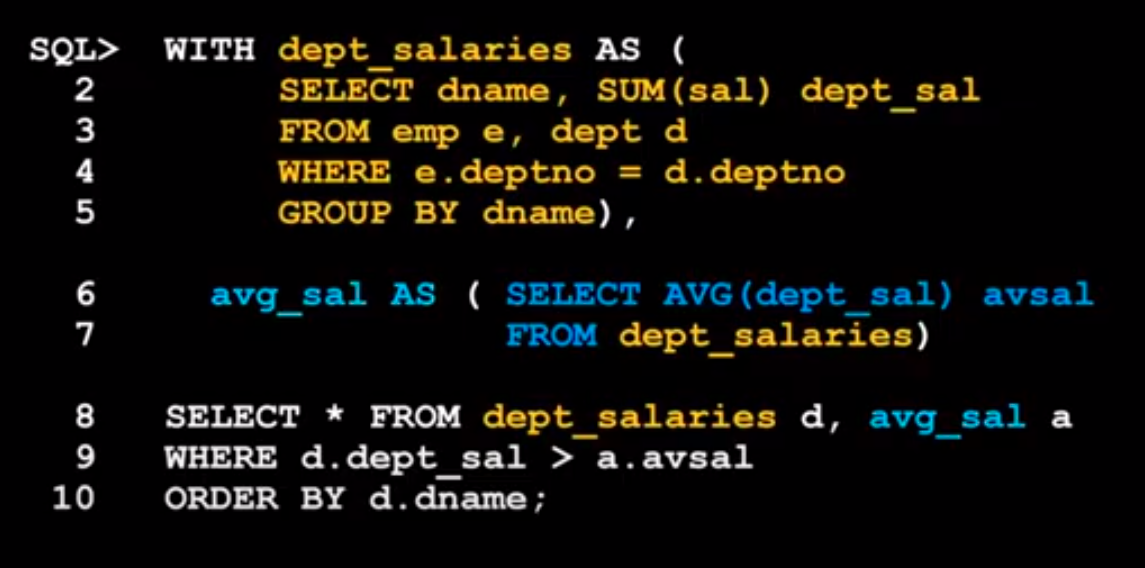 SQL> WITH dept_salaries AS (
2 SELECT dname, SUM(sal) dept_sal
3 FROM emp e, dept d
4 WHERE e.deptno = d.deptno
5 GROUP BY dname),
6 avg_sal AS ( SELECT AVG(dept_sal) avsal
7 FROM dept_salaries)
8 SELECT * FROM dept_salaries d, avg_sal a
9 WHERE d.dept_sal > a.avsal
10 ORDER BY d.dname;